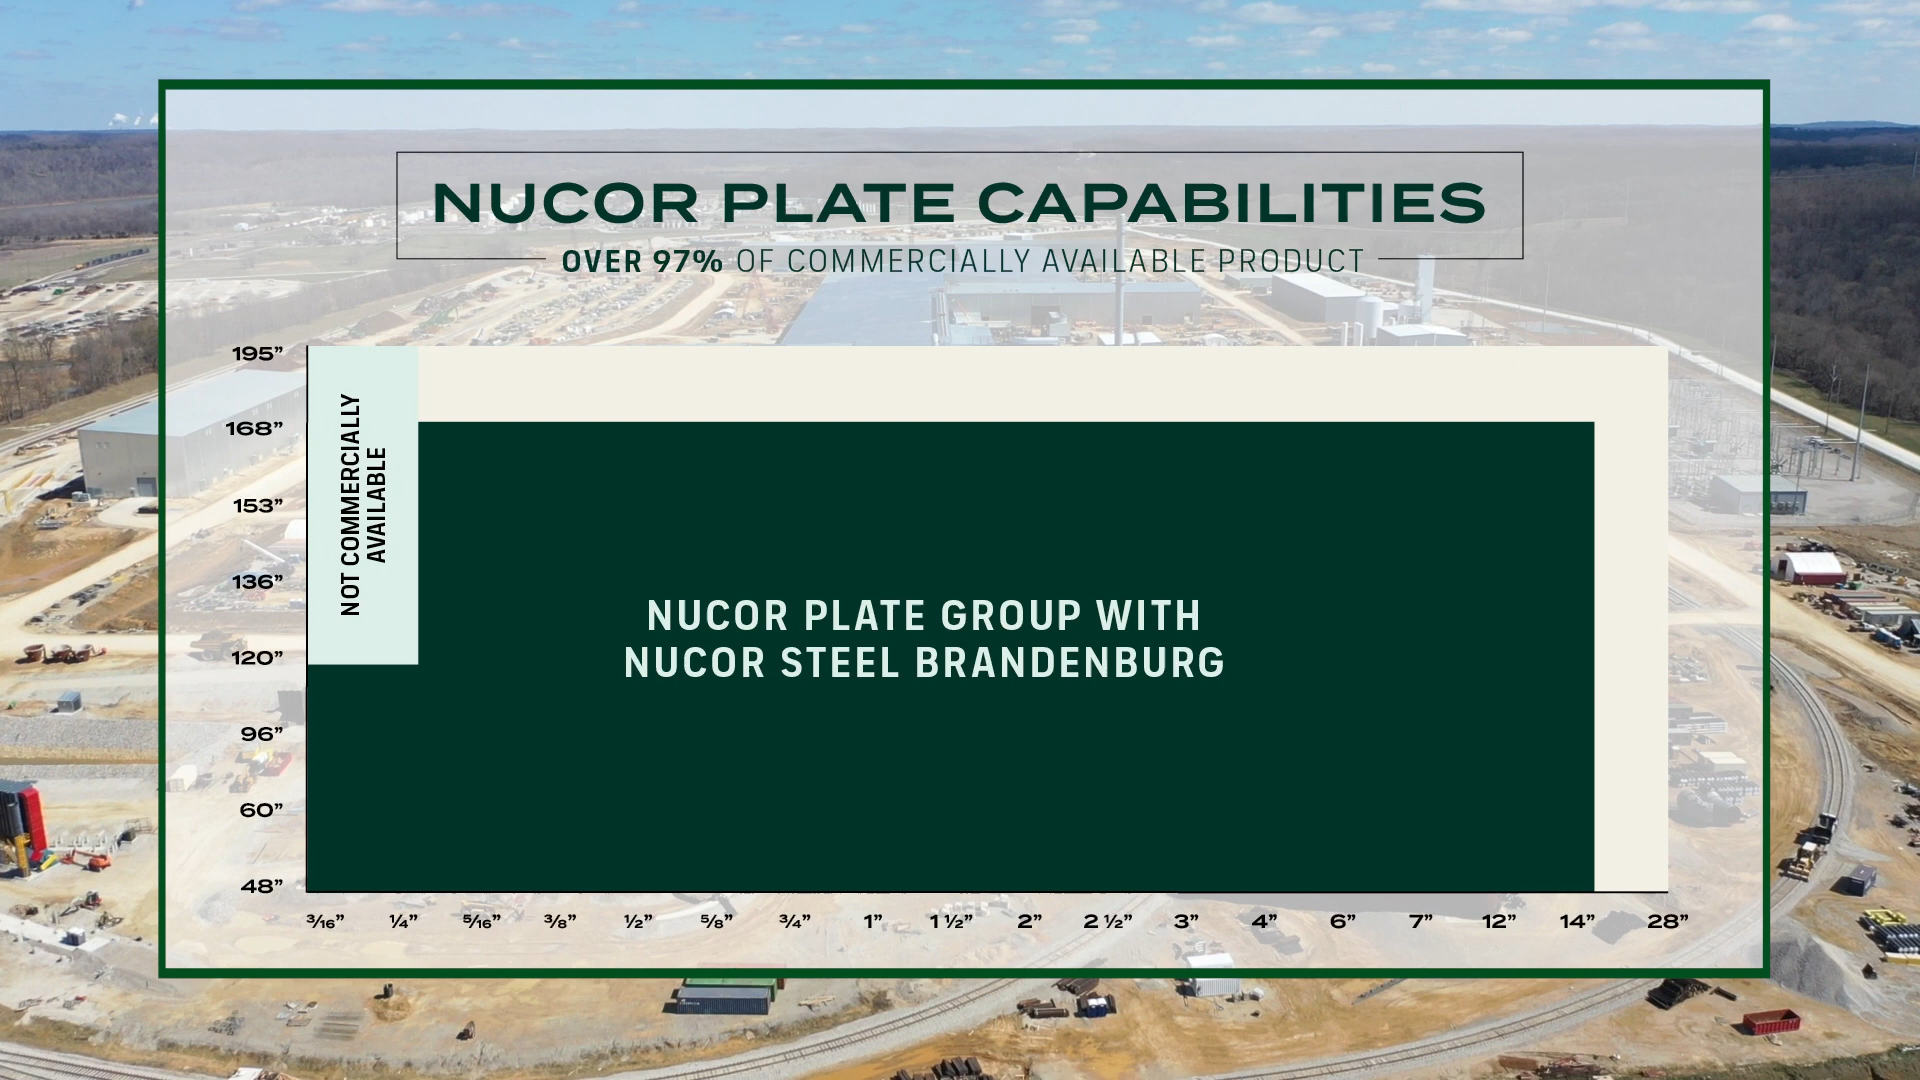 NUCOR PLATE CAPABILITIES
OVER 97% OF COMMERCIALLY AVAILABLE PRODUCT
195”
168”
153”
136”
120”
96”
60”
48”
NOT COMMERCIALLY
AVAILABLE
NUCOR PLATE GROUP WITH
NUCOR STEEL BRANDENBURG
3⁄16” 1⁄4” 5⁄16” 3⁄8” 1⁄2” 5⁄8” 3⁄4” 1” 1 1⁄2” 2” 2 1⁄2” 3” 4” 6” 7” 12” 14” 28”